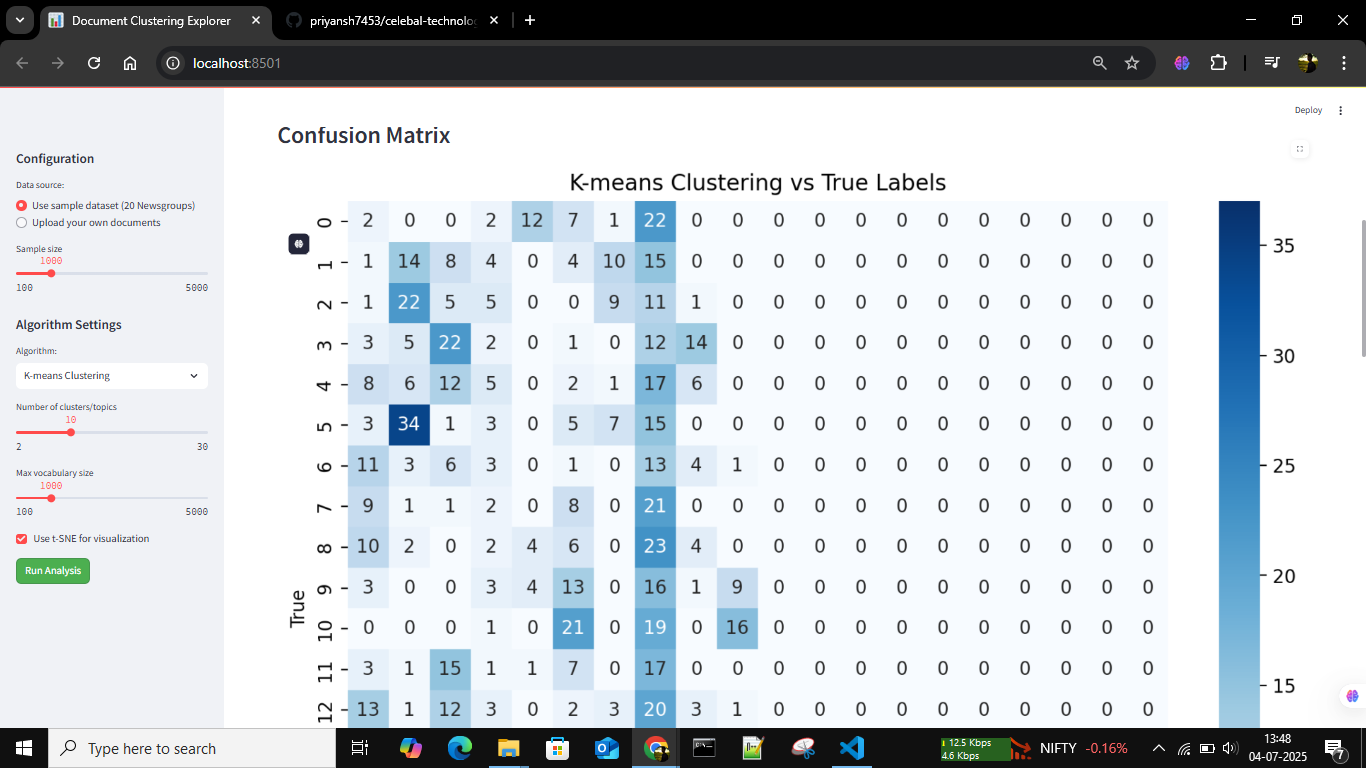 Document Clustering Explorer
priyansh7453/celebal-technolo
localhost:8501
Deploy
Configuration
Data source:
Use sample dataset (20 Newsgroups)
Upload your own documents
Sample size
1000
100 5000
Algorithm Settings
Algorithm:
K-means Clustering
Number of clusters/topics
10
2 30
Max vocabulary size
1000
100 5000
Use t-SNE for visualization
Run Analysis
Confusion Matrix
K-means Clustering vs True Labels
True
0 2 0 0 2 12 7 1 22 0 0 0 0 0 0 0 0 0 0 0 0
1 1 14 8 4 0 4 10 15 0 0 0 0 0 0 0 0 0 0 0 0
2 1 22 5 5 0 0 9 11 1 0 0 0 0 0 0 0 0 0 0 0
3 3 5 22 2 0 1 0 12 14 0 0 0 0 0 0 0 0 0 0 0
4 8 6 12 5 0 2 1 17 6 0 0 0 0 0 0 0 0 0 0 0
5 3 34 1 3 0 5 7 15 0 0 0 0 0 0 0 0 0 0 0 0
6 11 3 6 3 0 1 0 13 4 1 0 0 0 0 0 0 0 0 0 0
7 9 1 1 2 0 8 0 21 0 0 0 0 0 0 0 0 0 0 0 0
8 10 2 0 2 4 6 0 23 4 0 0 0 0 0 0 0 0 0 0 0
9 3 0 0 3 4 13 0 16 1 9 0 0 0 0 0 0 0 0 0 0
10 0 0 0 1 0 21 0 19 0 16 0 0 0 0 0 0 0 0 0 0
11 3 1 15 1 1 7 0 17 0 0 0 0 0 0 0 0 0 0 0 0
12 13 1 12 3 0 2 3 20 3 1 0 0 0 0 0 0 0 0 0 0
35
30
25
20
15
Type here to search
12.5 Kbps
4.6 Kbps
NIFTY -0.16%
13:48
04-07-2025
7